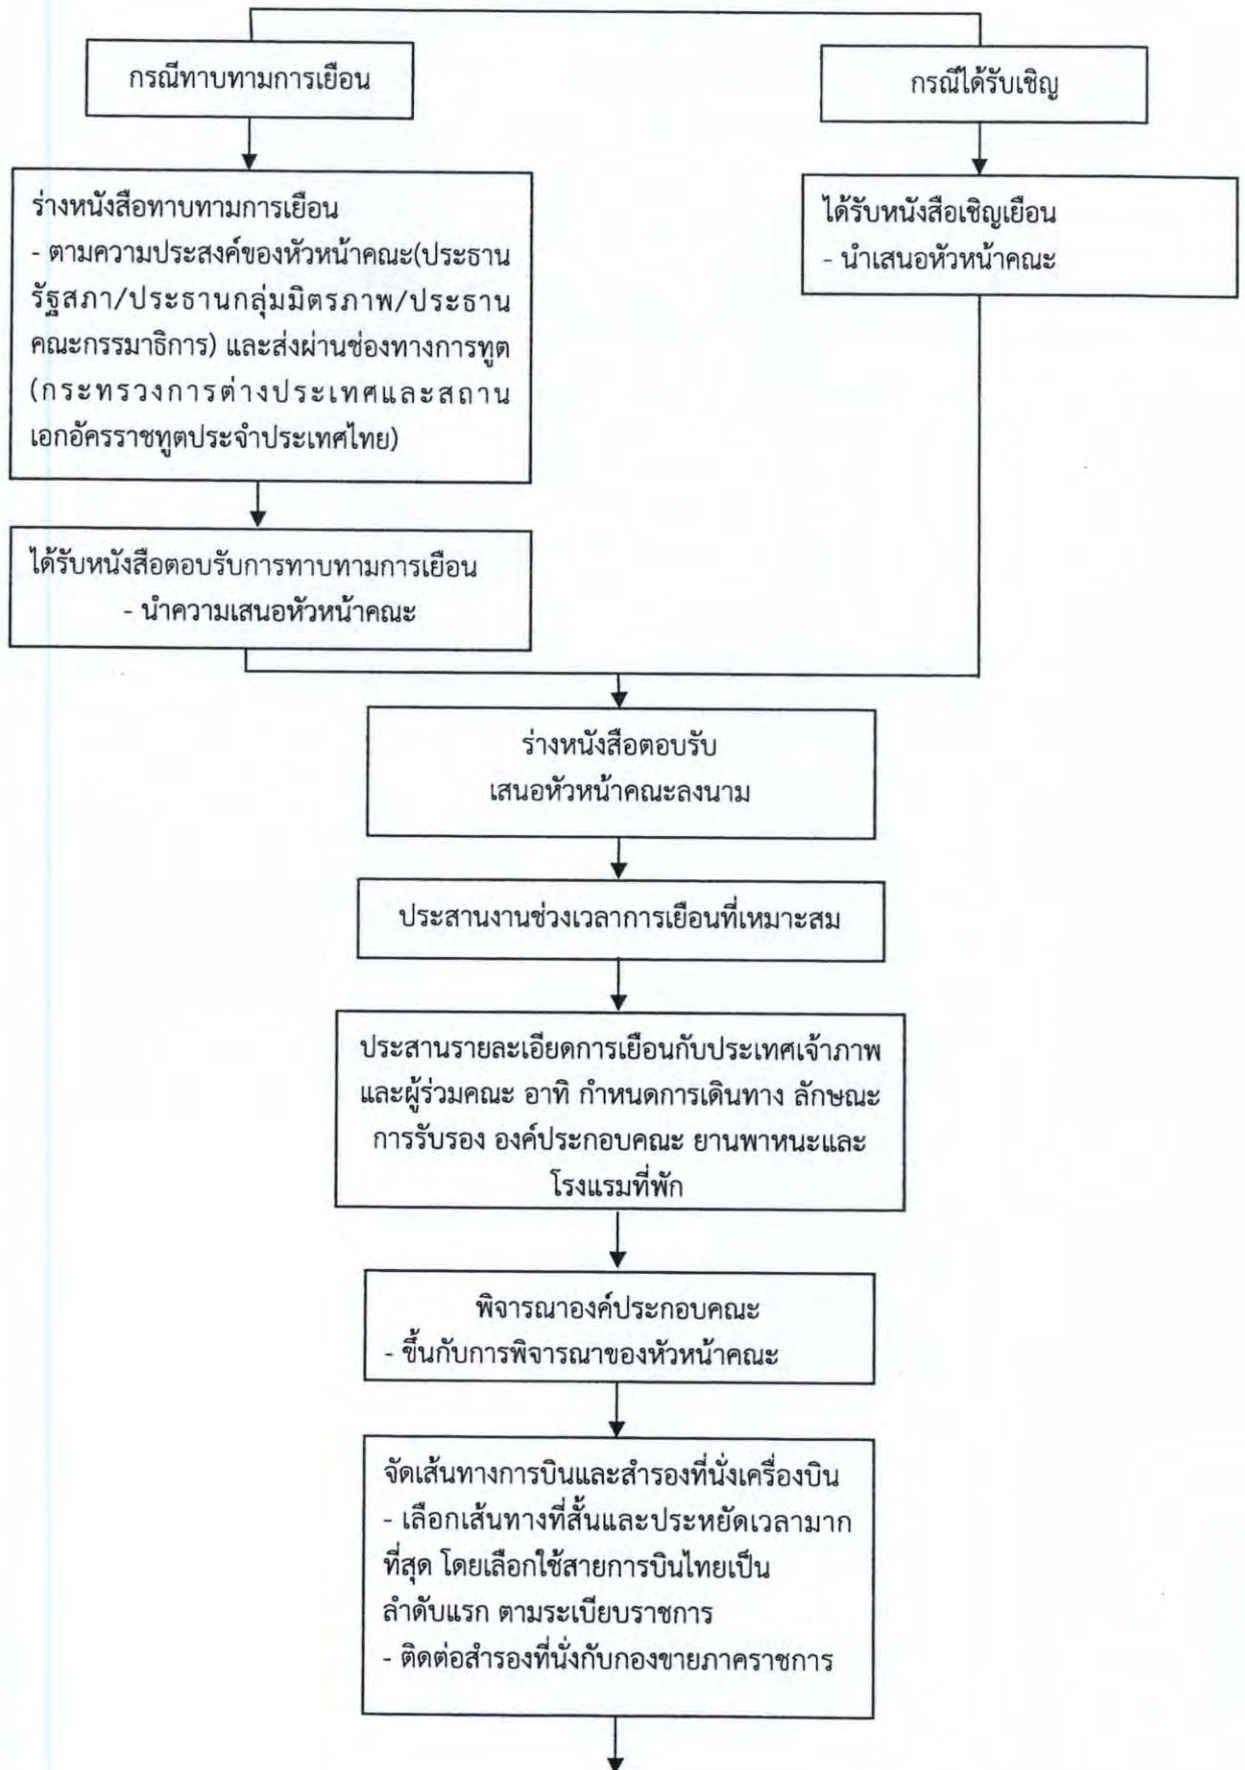 กรณีทาบทามการเยือน
กรณีได้รับเชิญ
ร่างหนังสือทาบทามการเยือน
- ตามความประสงค์ของหัวหน้าคณะ(ประธาน
รัฐสภา/ประธานกลุ่มมิตรภาพ/ประธาน
คณะกรรมาธิการ) และส่งผ่านช่องทางการทูต
(กระทรวงการต่างประเทศและสถาน
เอกอัครราชทูตประจำประเทศไทย)
ได้รับหนังสือเชิญเยือน
- นำเสนอหัวหน้าคณะ
ได้รับหนังสือตอบรับการทาบทามการเยือน
- นำความเสนอหัวหน้าคณะ
ร่างหนังสือตอบรับ
เสนอหัวหน้าคณะลงนาม
ประสานงานช่วงเวลาการเยือนที่เหมาะสม
ประสานรายละเอียดการเยือนกับประเทศเจ้าภาพ
และผู้ร่วมคณะ อาทิ กำหนดการเดินทาง ลักษณะ
การรับรอง องค์ประกอบคณะ ยานพาหนะและ
โรงแรมที่พัก
พิจารณาองค์ประกอบคณะ
- ขึ้นกับการพิจารณาของหัวหน้าคณะ
จัดเส้นทางการบินและสำรองที่นั่งเครื่องบิน
- เลือกเส้นทางที่สั้นและประหยัดเวลามาก
ที่สุด โดยเลือกใช้สายการบินไทยเป็น
ลำดับแรก ตามระเบียบราชการ
- ติดต่อสำรองที่นั่งกับกองขายภาคราชการ